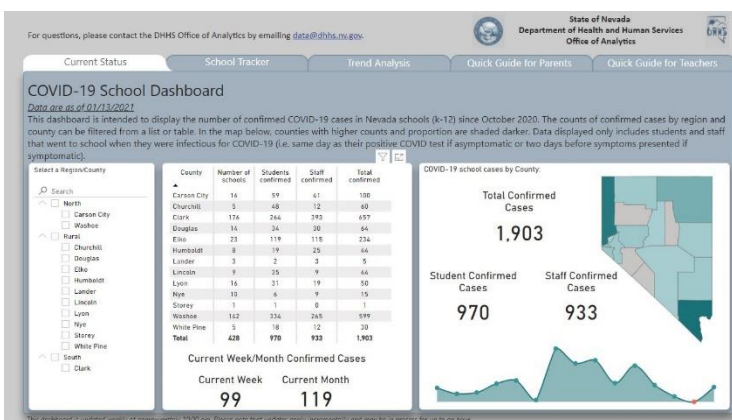 For questions, please contact the DHHS Office of Analytics by emailing data@dhhs.nv.gov.
State of Nevada
Department of Health and Human Services
Office of Analytics
Current Status
School Tracker
Trend Analysis
Quick Guide for Parents
Quick Guide for Teachers
COVID-19 School Dashboard
Data are as of 01/13/2021
This dashboard is intended to display the number of confirmed COVID-19 cases in Nevada schools (k-12) since October 2020. The counts of confirmed cases by region and
county can be filtered from a list or table. In the map below, counties with higher counts and proportion are shaded darker. Data displayed only includes students and staff
that went to school when they were infectious for COVID-19 (i.e. same day as their positive COVID test if asymptomatic or two days before symptoms presented if
symptomatic).
Select a Region/County
Search
North
Carson City
Washoe
Rural
Churchill
Douglas
Elko
Humboldt
Lander
Lincoln
Lyon
Nye
Storey
White Pine
South
Clark
County Number of schools Students confirmed Staff confirmed Total confirmed
Carson City 16 59 41 100
Churchill 5 48 12 60
Clark 176 264 393 657
Douglas 14 34 30 64
Elko 23 119 115 234
Humboldt 8 19 25 44
Lander 3 2 3 5
Lincoln 9 35 9 44
Lyon 16 31 19 50
Nye 10 6 9 15
Storey 1 1 0 1
Washoe 142 334 265 599
White Pine 5 18 12 30
Total 428 970 933 1,903
Current Week/Month Confirmed Cases
Current Week Current Month
99 119
COVID-19 school cases by County:
Total Confirmed
Cases
1,903
Student Confirmed
Cases
970
Staff Confirmed
Cases
933